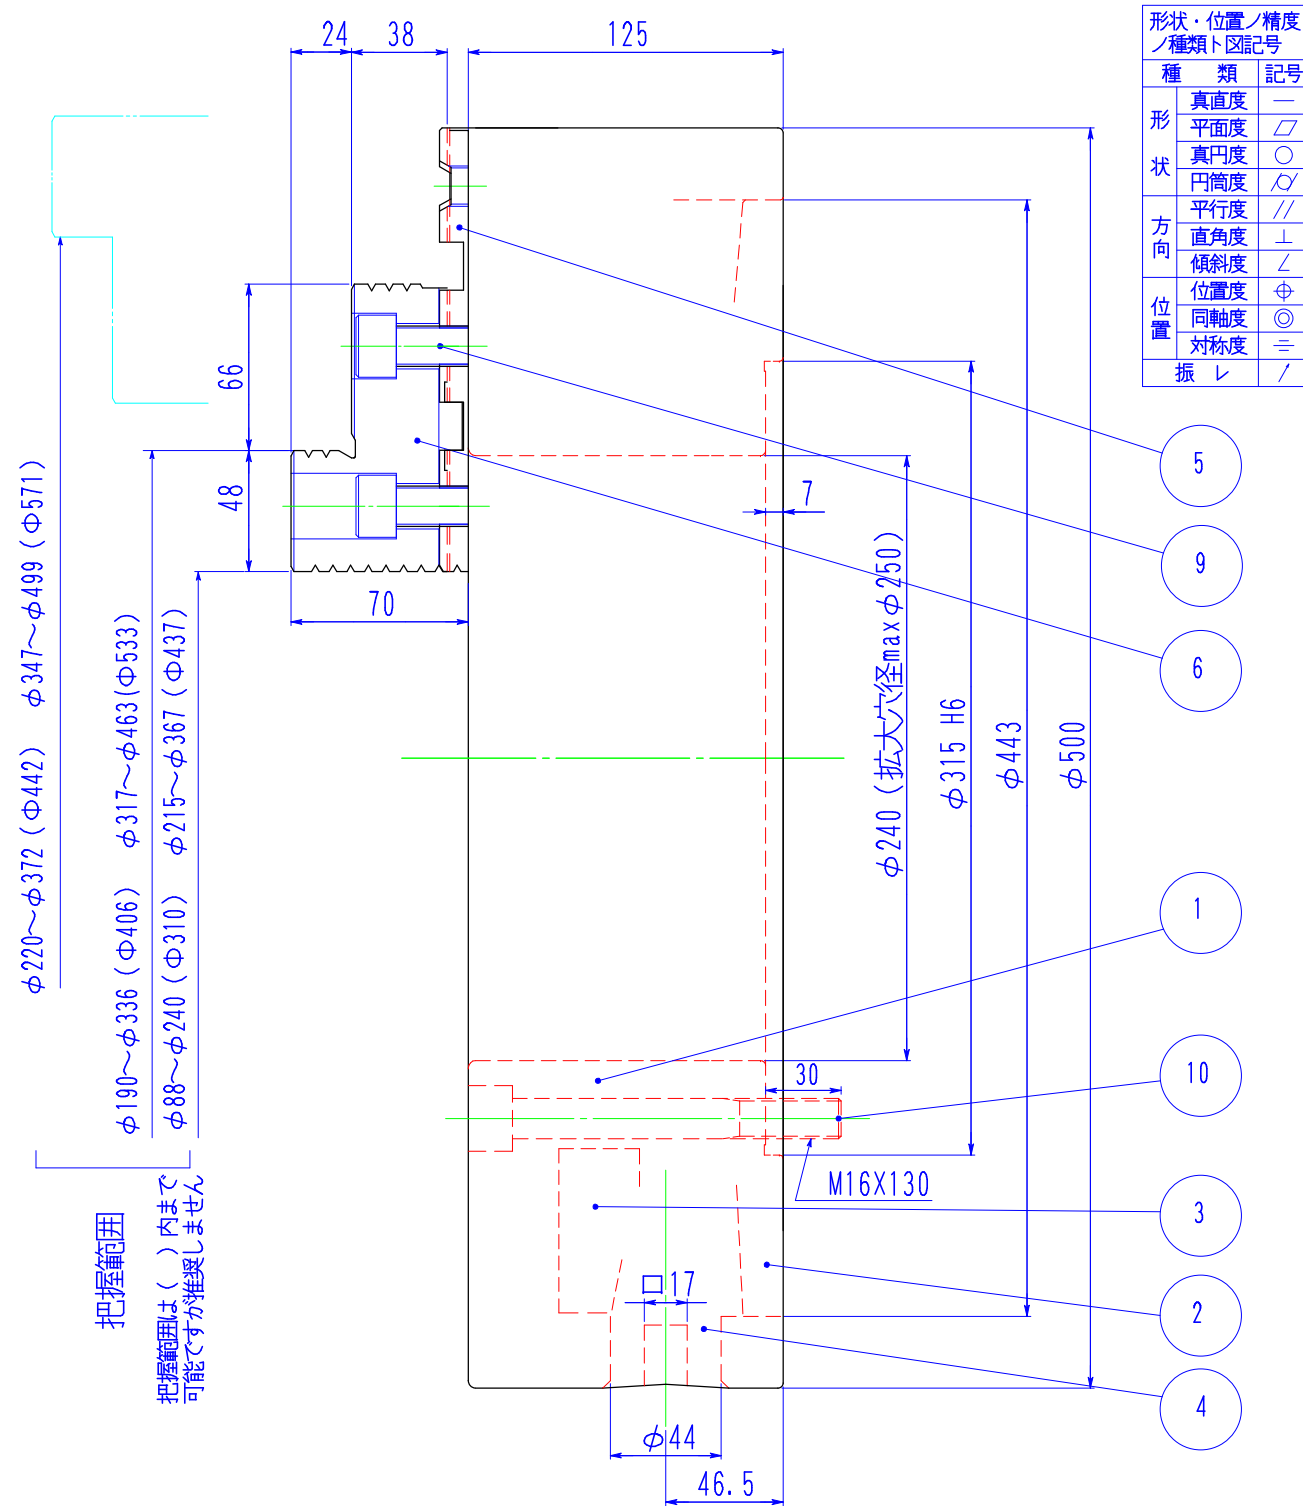 24
38
125
形状・位置ノ精度
ノ種類ト図記号
種 類 記号
形状
真直度 —
平面度 ▱
真円度 ○
円筒度 ⌭
方向
平行度 //
直角度 ⊥
傾斜度 ∠
位置
位置度 ⌖
同軸度 ◎
対称度 ⌯
振レ ↗
66
48
70
7
φ220～φ372(Φ442) φ347～φ499(Φ571)
φ190～φ336(Φ406) φ317～φ463(Φ533)
φ88～φ240(Φ310) φ215～φ367(Φ437)
φ240(拡大穴径maxφ250)
φ315 H6
φ443
φ500
5
9
6
1
10
3
2
4
30
M16X130
口17
φ44
46.5
把握範囲
把握範囲は( )内まで
可能ですが推奨しません